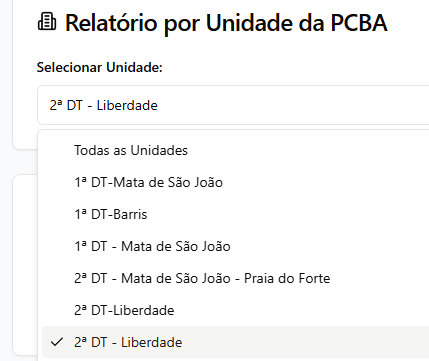 Relatório por Unidade da PCBA
Selecionar Unidade:
2ª DT - Liberdade
Todas as Unidades
1ª DT-Mata de São João
1ª DT-Barris
1ª DT - Mata de São João
2ª DT - Mata de São João - Praia do Forte
2ª DT-Liberdade
2ª DT - Liberdade